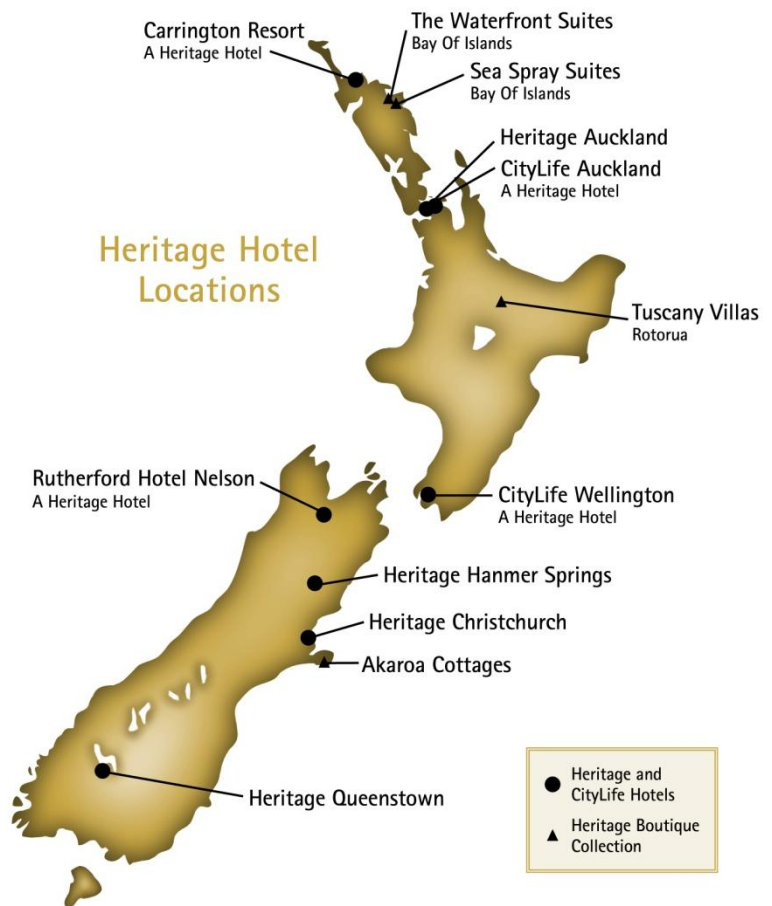 Carrington Resort
A Heritage Hotel
The Waterfront Suites
Bay Of Islands
Sea Spray Suites
Bay Of Islands
Heritage Auckland
CityLife Auckland
A Heritage Hotel
Heritage Hotel
Locations
Tuscany Villas
Rotorua
Rutherford Hotel Nelson
A Heritage Hotel
CityLife Wellington
A Heritage Hotel
Heritage Hanmer Springs
Heritage Christchurch
Akaroa Cottages
Heritage Queenstown
Heritage and
CityLife Hotels
Heritage Boutique
Collection